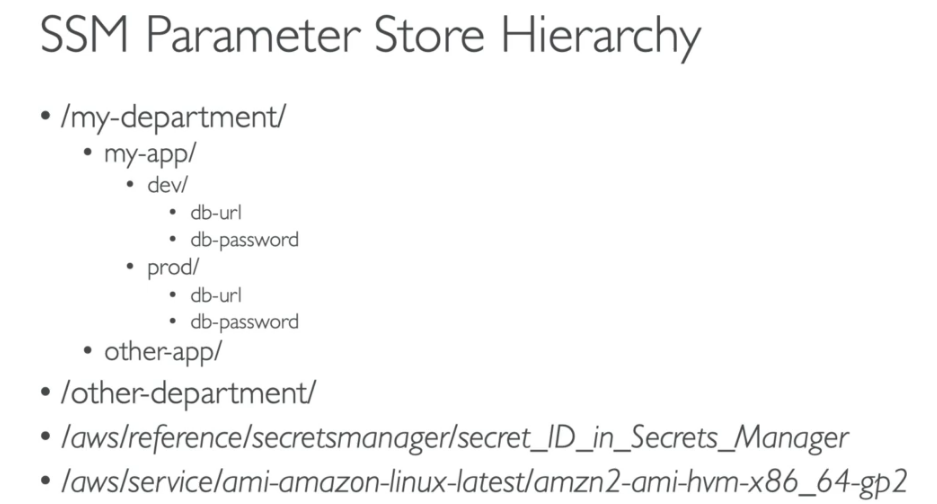 SSM Parameter Store Hierarchy
• /my-department/
• my-app/
• dev/
• db-url
• db-password
• prod/
• db-url
• db-password
• other-app/
• /other-department/
• /aws/reference/secretsmanager/secret_ID_in_Secrets_Manager
• /aws/service/ami-amazon-linux-latest/amzn2-ami-hvm-x86_64-gp2